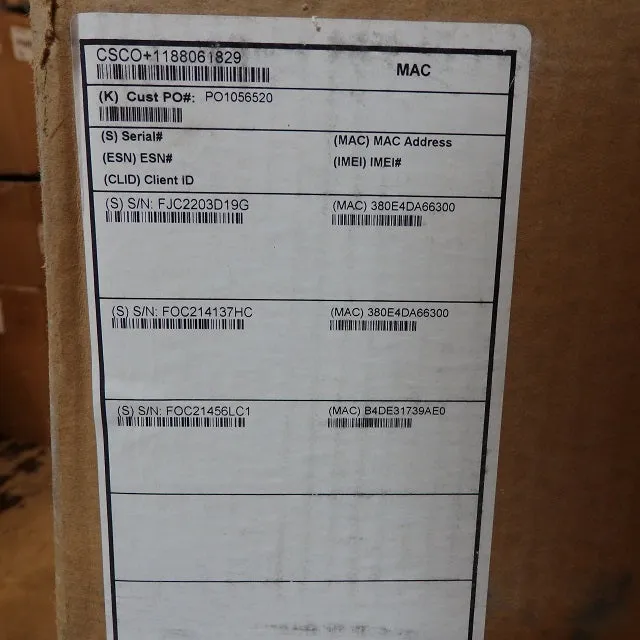 CSCO+1188061829
MAC
(K) Cust PO#: PO1056520
(S) Serial# (MAC) MAC Address
(ESN) ESN# (IMEI) IMEI#
(CLID) Client ID
(S) S/N: FJC2203D19G (MAC) 380E4DA66300
(S) S/N: FOC214137HC (MAC) 380E4DA66300
(S) S/N: FOC21456LC1 (MAC) B4DE31739AE0